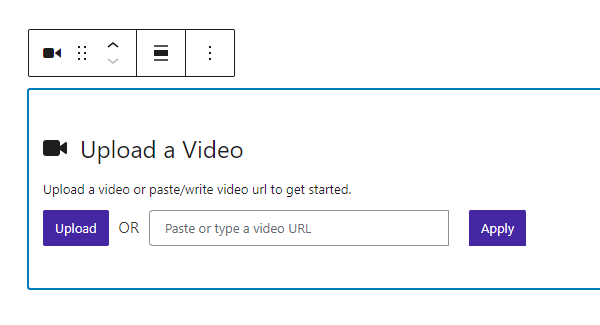 Upload a Video
Upload a video or paste/write video url to get started.
Upload OR Paste or type a video URL Apply